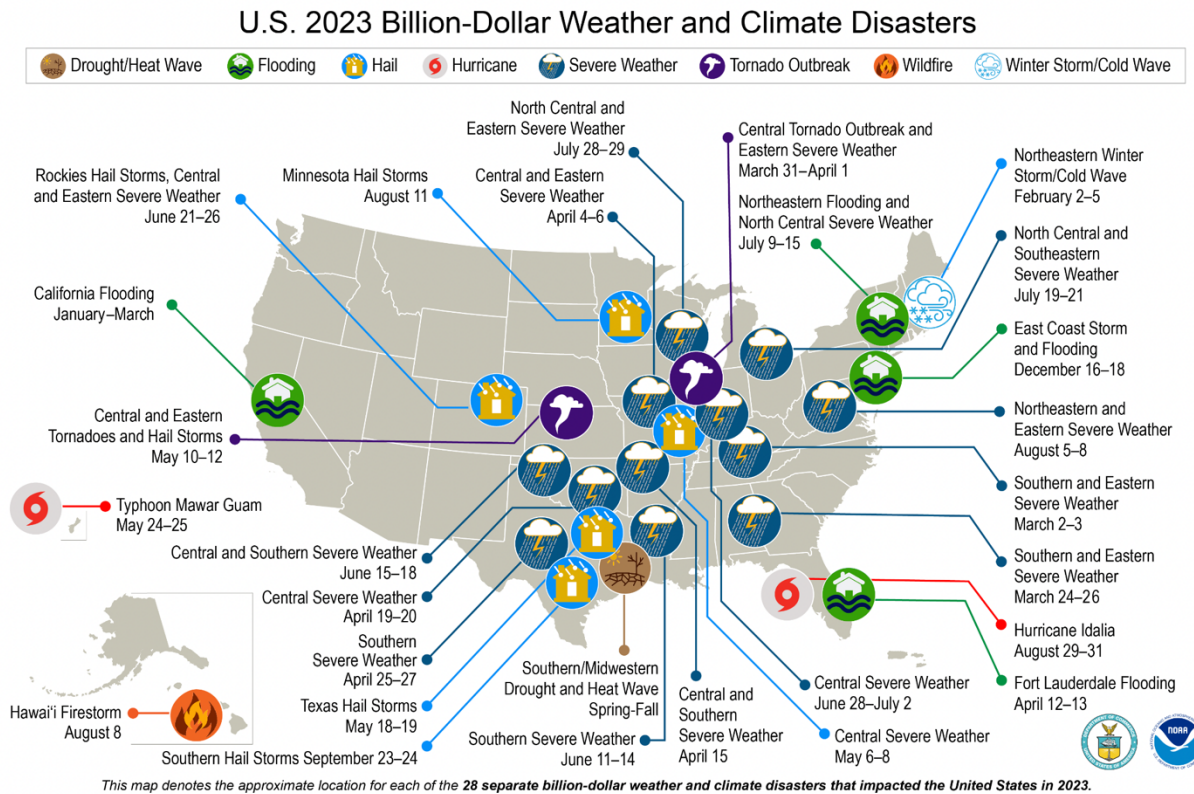 U.S. 2023 Billion-Dollar Weather and Climate Disasters
Drought/Heat Wave
Flooding
Hail
Hurricane
Severe Weather
Tornado Outbreak
Wildfire
Winter Storm/Cold Wave
North Central and
Eastern Severe Weather
July 28–29
Central Tornado Outbreak and
Eastern Severe Weather
March 31–April 1
Northeastern Winter
Storm/Cold Wave
February 2–5
Rockies Hail Storms, Central
and Eastern Severe Weather
June 21–26
Minnesota Hail Storms
August 11
Central and Eastern
Severe Weather
April 4–6
Northeastern Flooding and
North Central Severe Weather
July 9–15
North Central and
Southeastern
Severe Weather
July 19–21
California Flooding
January–March
East Coast Storm
and Flooding
December 16–18
Central and Eastern
Tornadoes and Hail Storms
May 10–12
Northeastern and
Eastern Severe Weather
August 5–8
Typhoon Mawar Guam
May 24–25
Southern and Eastern
Severe Weather
March 2–3
Central and Southern Severe Weather
June 15–18
Southern and Eastern
Severe Weather
March 24–26
Central Severe Weather
April 19–20
Hurricane Idalia
August 29–31
Southern
Severe Weather
April 25–27
Southern/Midwestern
Drought and Heat Wave
Spring-Fall
Central and
Southern
Severe Weather
April 15
Central Severe Weather
June 28–July 2
Fort Lauderdale Flooding
April 12–13
Texas Hail Storms
May 18–19
Hawai‘i Firestorm
August 8
Southern Severe Weather
June 11–14
Central Severe Weather
May 6–8
Southern Hail Storms September 23–24
NOAA
This map denotes the approximate location for each of the 28 separate billion-dollar weather and climate disasters that impacted the United States in 2023.